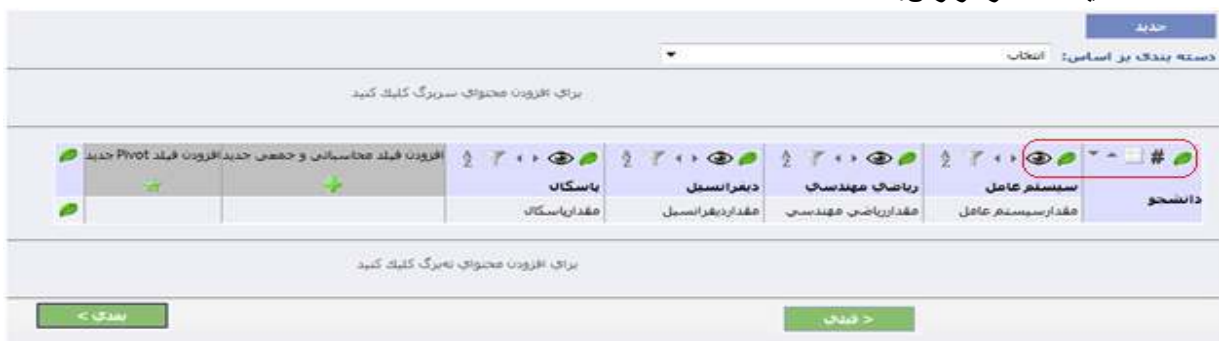 جدید
دسته بندی بر اساس: انتخاب
برای افزودن محتوای سربرگ کلیک کنید
#
افزودن فیلد محاسباتی و جمعی جدید افزودن فیلد Pivot جدید
دانشجو سیستم عامل ریاضی مهندسی دیفرانسیل پاسکال
مقدارسیستم عامل مقدارریاضی مهندسی مقداردیفرانسیل مقدارپاسکال
برای افزودن محتوای ته‌برگ کلیک کنید
< قبلی
بعدی >